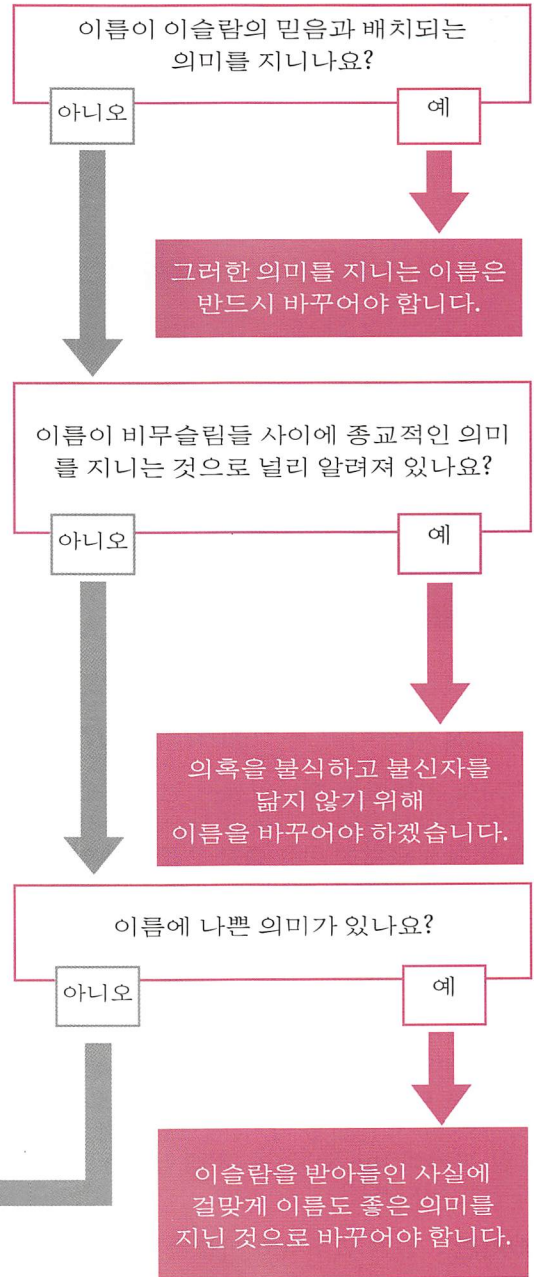 이름이 이슬람의 믿음과 배치되는
의미를 지니나요?
아니오
예
그러한 의미를 지니는 이름은
반드시 바꾸어야 합니다.
이름이 비무슬림들 사이에 종교적인 의미
를 지니는 것으로 널리 알려져 있나요?
아니오
예
의혹을 불식하고 불신자를
닮지 않기 위해
이름을 바꾸어야 하겠습니다.
이름에 나쁜 의미가 있나요?
아니오
예
이슬람을 받아들인 사실에
걸맞게 이름도 좋은 의미를
지닌 것으로 바꾸어야 합니다.